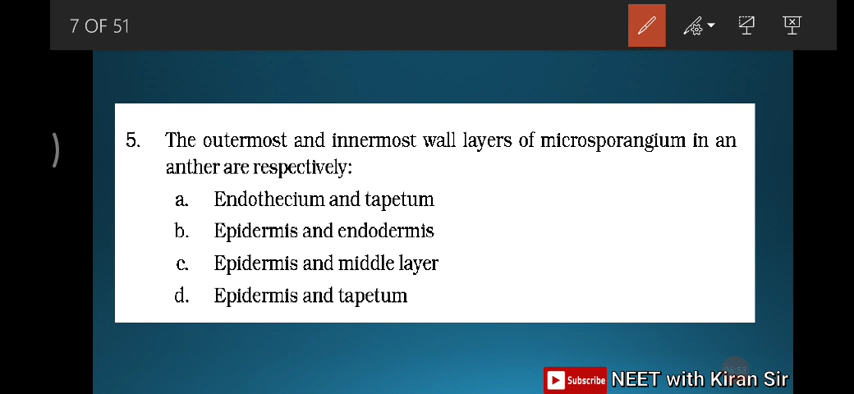 7 OF 51
5. The outermost and innermost wall layers of microsporangium in an
anther are respectively:
a. Endothecium and tapetum
b. Epidermis and endodermis
c. Epidermis and middle layer
d. Epidermis and tapetum
Subscribe NEET with Kiran Sir